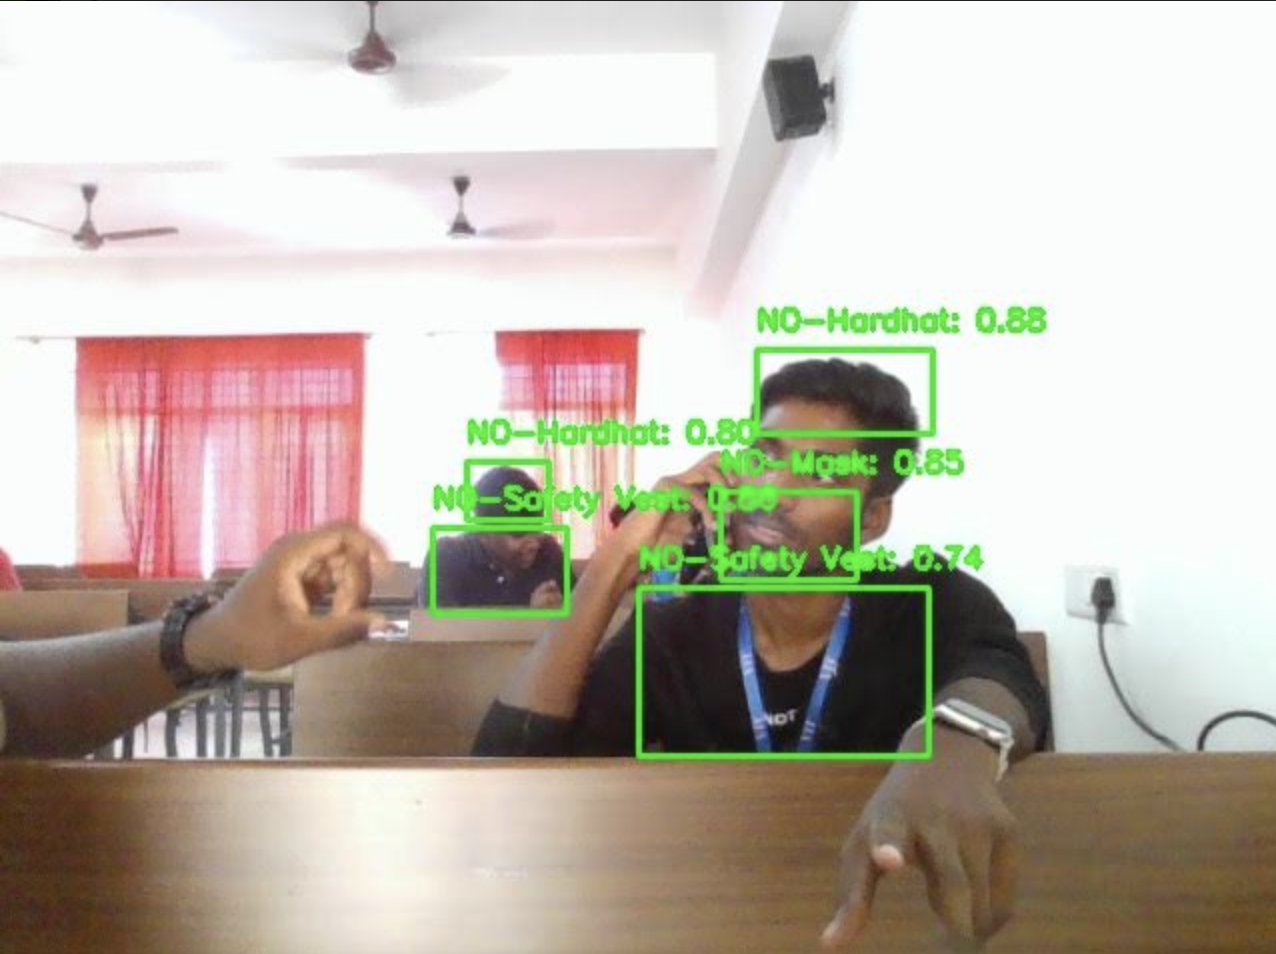 NO-Hardhat: 0.88
NO-Hardhat: 0.80
NO-Mask: 0.85
NO-Safety Vest:
NO-Safety Vest: 0.74
NOT